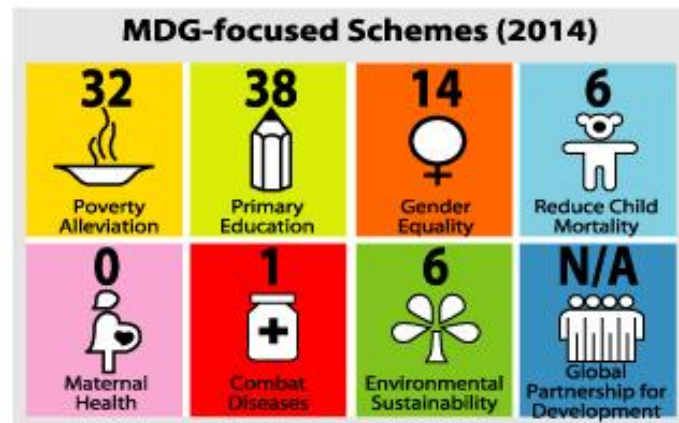 MDG-focused Schemes (2014)
32
Poverty
Alleviation
38
Primary
Education
14
Gender
Equality
6
Reduce Child
Mortality
0
Maternal
Health
1
Combat
Diseases
6
Environmental
Sustainability
N/A
Global
Partnership for
Development